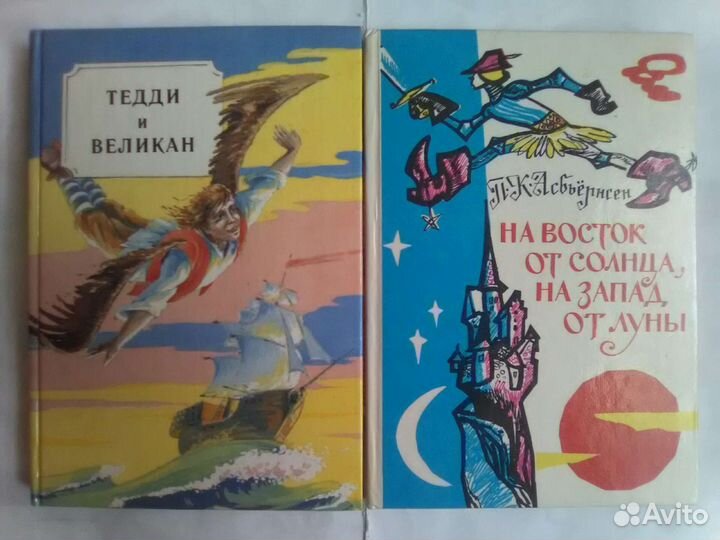 ТЕДДИ
И
ВЕЛИКАН
П.К.Асбьёрнсен
НА ВОСТОК
ОТ СОЛНЦА,
НА ЗАПАД
ОТ ЛУНЫ
Avito